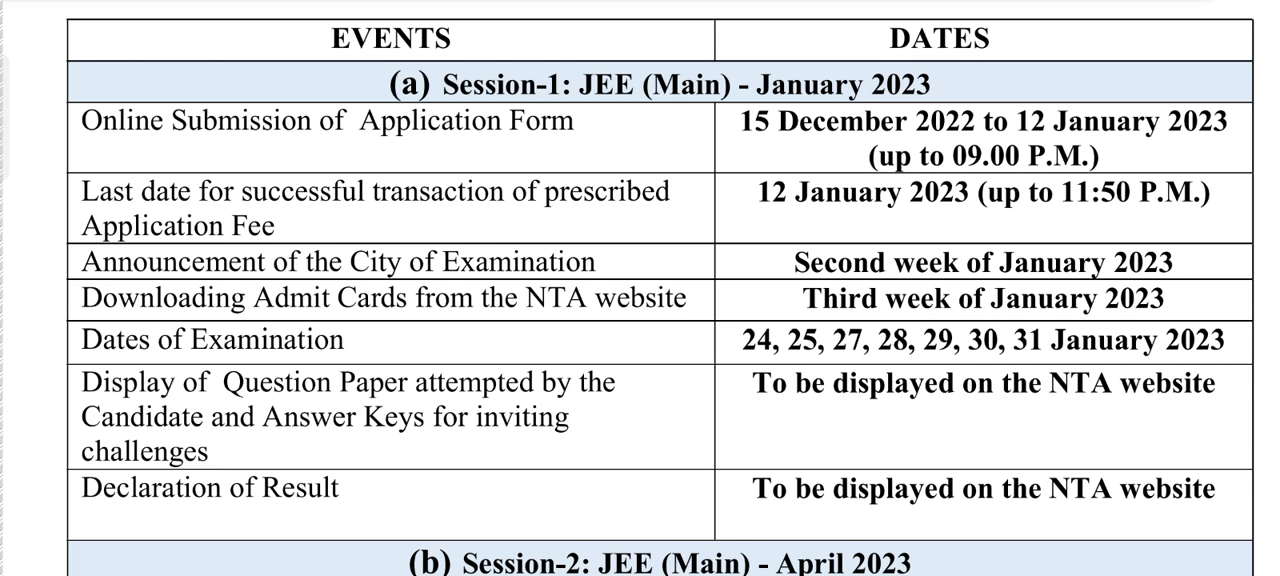 EVENTS DATES
(a) Session-1: JEE (Main) - January 2023
Online Submission of Application Form 15 December 2022 to 12 January 2023
(up to 09.00 P.M.)
Last date for successful transaction of prescribed 12 January 2023 (up to 11:50 P.M.)
Application Fee
Announcement of the City of Examination Second week of January 2023
Downloading Admit Cards from the NTA website Third week of January 2023
Dates of Examination 24, 25, 27, 28, 29, 30, 31 January 2023
Display of Question Paper attempted by the To be displayed on the NTA website
Candidate and Answer Keys for inviting
challenges
Declaration of Result To be displayed on the NTA website
(b) Session-2: JEE (Main) - April 2023